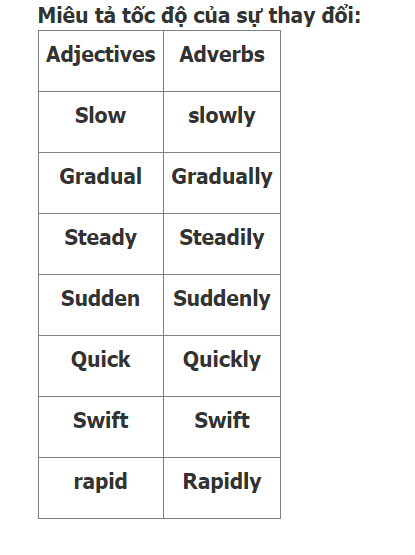 Miêu tả tốc độ của sự thay đổi:
Adjectives Adverbs
Slow slowly
Gradual Gradually
Steady Steadily
Sudden Suddenly
Quick Quickly
Swift Swift
rapid Rapidly